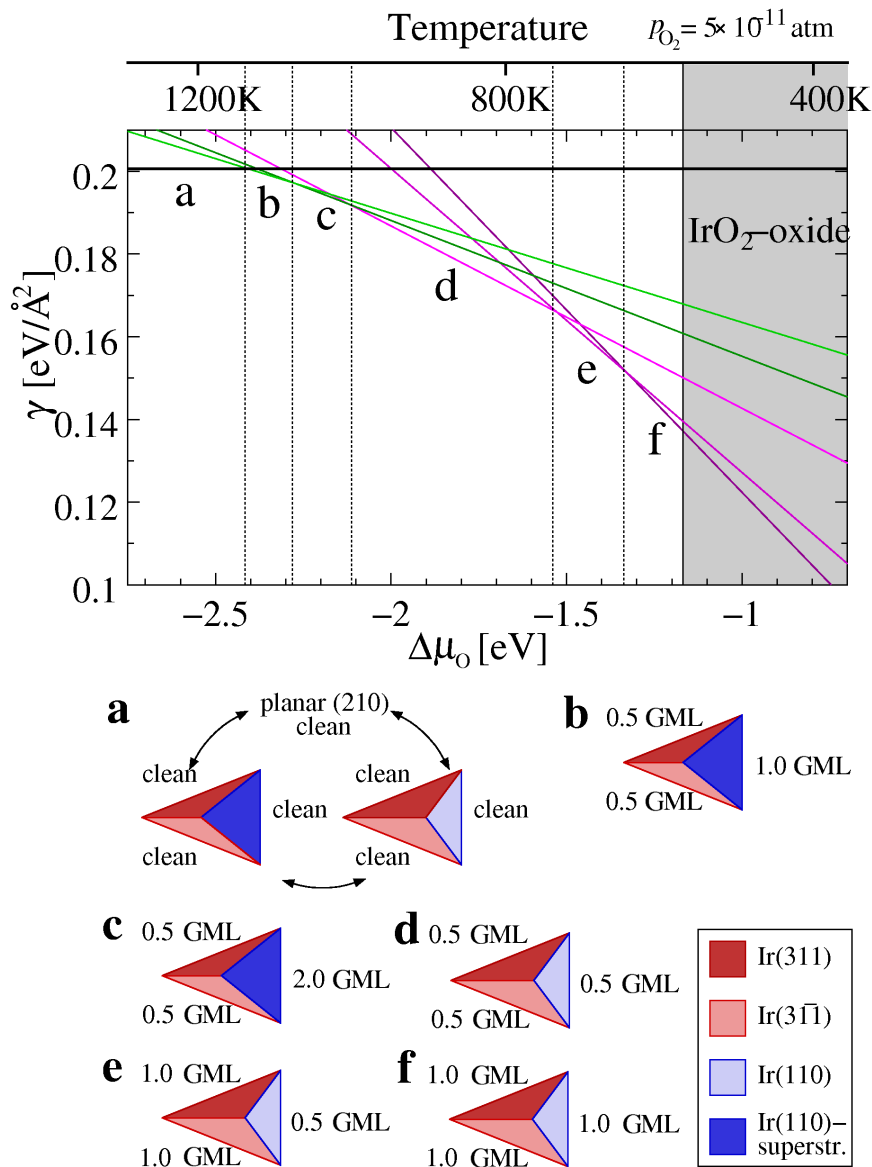 Temperature
pO2 = 5× 10−11 atm
1200K
800K
400K
0.2
0.18
0.16
0.14
0.12
0.1
γ [eV/Å2]
a
b
c
d
e
f
IrO2–oxide
−2.5
−2
−1.5
−1
ΔμO [eV]
a
planar (210)
clean
clean
clean
clean
clean
clean
clean
b
0.5 GML
1.0 GML
0.5 GML
c
0.5 GML
2.0 GML
0.5 GML
d
0.5 GML
0.5 GML
0.5 GML
e
1.0 GML
0.5 GML
1.0 GML
f
1.0 GML
1.0 GML
1.0 GML
Ir(311)
Ir(31̅1)
Ir(110)
Ir(110)–
superstr.